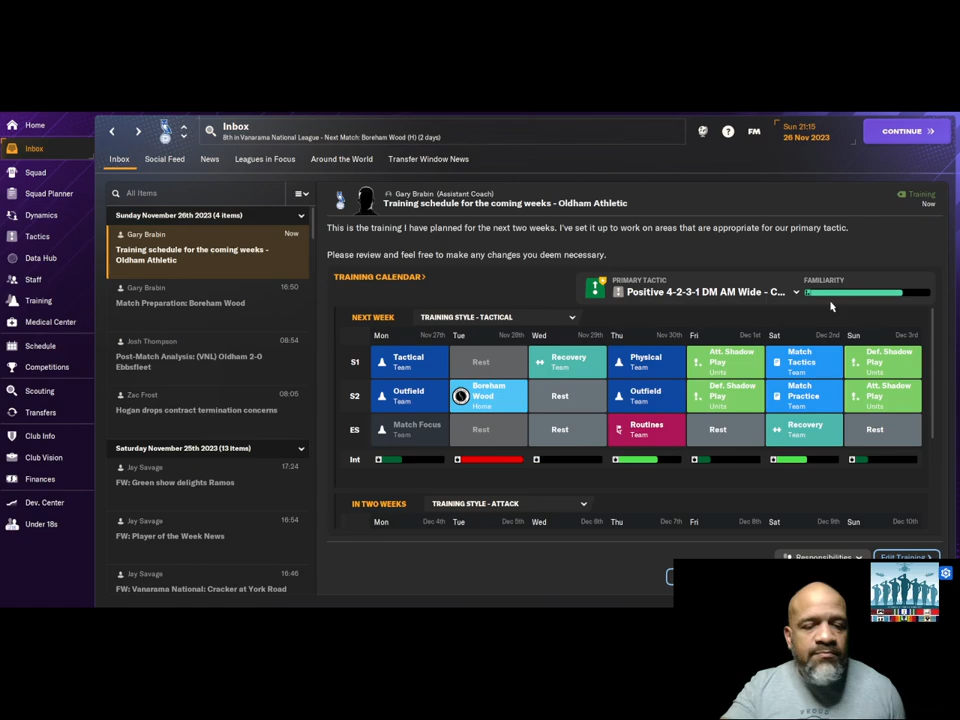 Home
Inbox
8th in Vanarama National League - Next Match: Boreham Wood (H) (2 days)
FM
Sun 21:15
26 Nov 2023
CONTINUE
Inbox
Squad
Squad Planner
Dynamics
Tactics
Data Hub
Staff
Training
Medical Center
Schedule
Competitions
Scouting
Transfers
Club Info
Club Vision
Finances
Dev. Center
Under 18s
Inbox Social Feed News Leagues in Focus Around the World Transfer Window News
All Items
Sunday November 26th 2023 (4 items)
Gary Brabin Now
Training schedule for the coming weeks -
Oldham Athletic
Gary Brabin 16:50
Match Preparation: Boreham Wood
Josh Thompson 08:54
Post-Match Analysis: (VNL) Oldham 2-0
Ebbsfleet
Zac Frost 08:05
Hogan drops contract termination concerns
Saturday November 25th 2023 (13 items)
Jay Savage 17:24
FW: Green show delights Ramos
Jay Savage 16:54
FW: Player of the Week News
Jay Savage 16:46
FW: Vanarama National: Cracker at York Road
Gary Brabin (Assistant Coach) Training
Training schedule for the coming weeks - Oldham Athletic Now
This is the training I have planned for the next two weeks. I've set it up to work on areas that are appropriate for our primary tactic.
Please review and feel free to make any changes you deem necessary.
TRAINING CALENDAR>
PRIMARY TACTIC FAMILIARITY
Positive 4-2-3-1 DM AM Wide - C...
NEXT WEEK TRAINING STYLE - TACTICAL
Mon Nov 27th Tue Nov 28th Wed Nov 29th Thu Nov 30th Fri Dec 1st Sat Dec 2nd Sun Dec 3rd
S1
Tactical
Team
Rest
Recovery
Team
Physical
Team
Att. Shadow
Play
Units
Match
Tactics
Team
Def. Shadow
Play
Units
S2
Outfield
Team
Boreham
Wood
Home
Rest
Outfield
Team
Def. Shadow
Play
Units
Match
Practice
Team
Att. Shadow
Play
Units
ES
Match Focus
Team
Rest
Rest
Routines
Team
Rest
Recovery
Team
Rest
Int
IN TWO WEEKS TRAINING STYLE - ATTACK
Mon Dec 4th Tue Dec 5th Wed Dec 6th Thu Dec 7th Fri Dec 8th Sat Dec 9th Sun Dec 10th
Responsibilities Edit Training >
PROUD